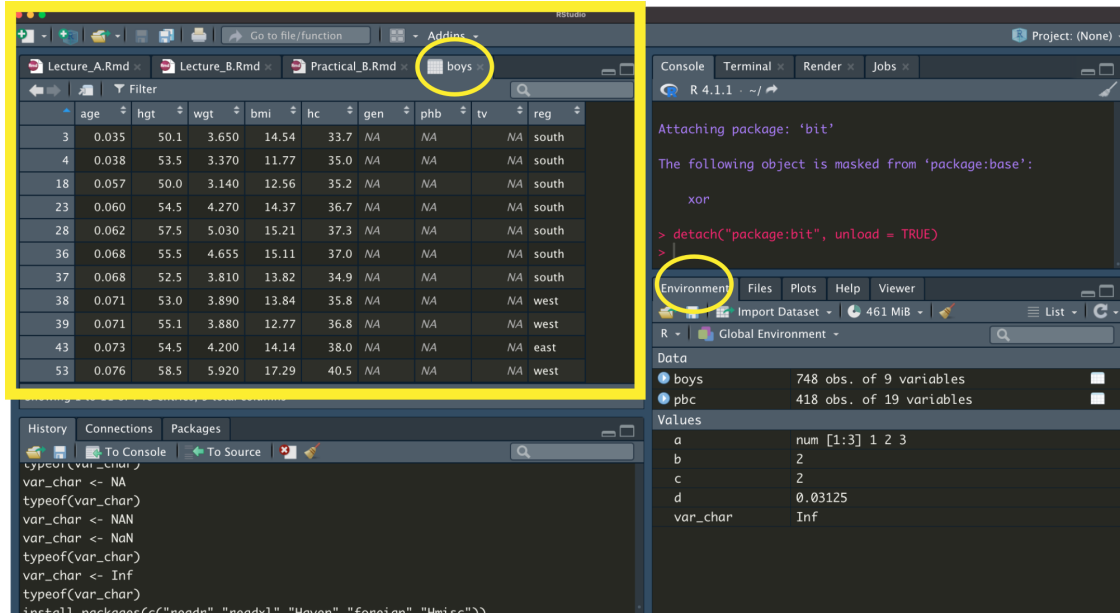 RStudio
Go to file/function
Addins
Project: (None)
Lecture_A.Rmd
Lecture_B.Rmd
Practical_B.Rmd
boys
Filter
age hgt wgt bmi hc gen phb tv reg
3 0.035 50.1 3.650 14.54 33.7 NA NA NA south
4 0.038 53.5 3.370 11.77 35.0 NA NA NA south
18 0.057 50.0 3.140 12.56 35.2 NA NA NA south
23 0.060 54.5 4.270 14.37 36.7 NA NA NA south
28 0.062 57.5 5.030 15.21 37.3 NA NA NA south
36 0.068 55.5 4.655 15.11 37.0 NA NA NA south
37 0.068 52.5 3.810 13.82 34.9 NA NA NA south
38 0.071 53.0 3.890 13.84 35.8 NA NA NA west
39 0.071 55.1 3.880 12.77 36.8 NA NA NA west
43 0.073 54.5 4.200 14.14 38.0 NA NA NA east
53 0.076 58.5 5.920 17.29 40.5 NA NA NA west
History Connections Packages
To Console To Source
typeof(var_char)
var_char <- NA
typeof(var_char)
var_char <- NAN
var_char <- NaN
typeof(var_char)
var_char <- Inf
typeof(var_char)
install.packages(c("readr","readxl","Haven","foreign","Hmisc"))
Console Terminal Render Jobs
R 4.1.1 · ~/
Attaching package: ‘bit’
The following object is masked from ‘package:base’:
xor
> detach("package:bit", unload = TRUE)
>
Environment Files Plots Help Viewer
Import Dataset 461 MiB List
R Global Environment
Data
boys 748 obs. of 9 variables
pbc 418 obs. of 19 variables
Values
a num [1:3] 1 2 3
b 2
c 2
d 0.03125
var_char Inf